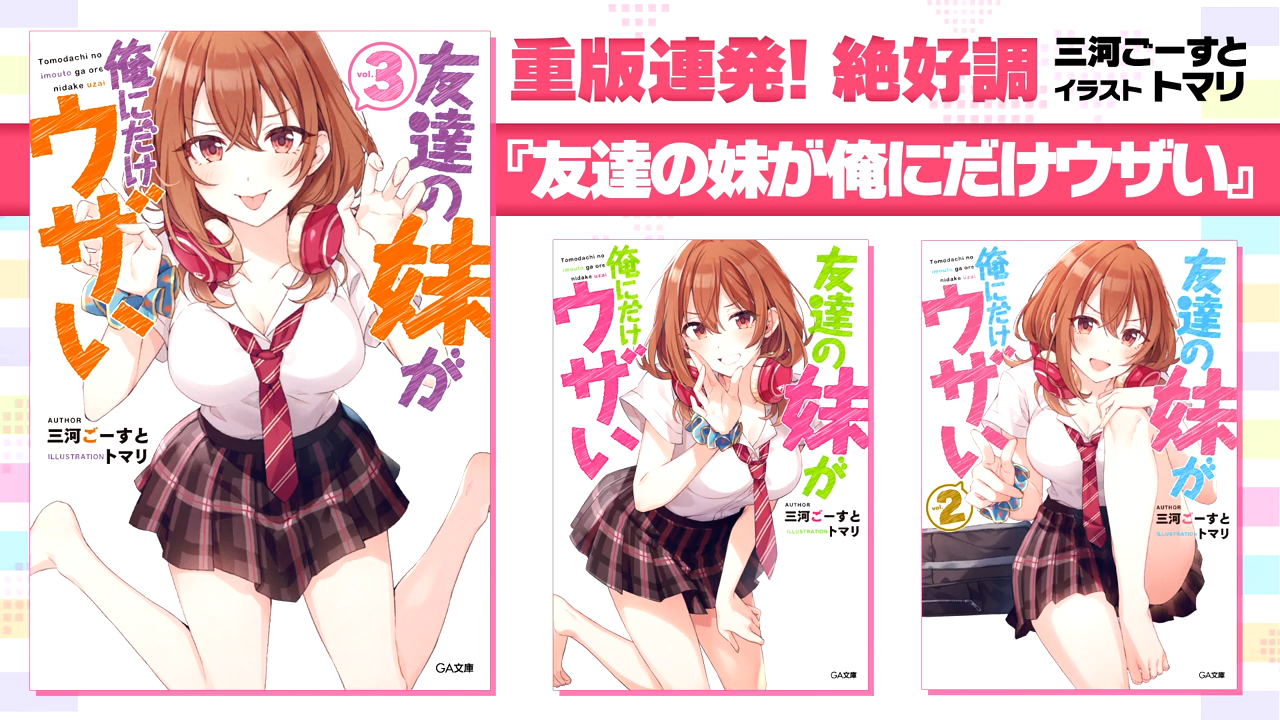 重版連発！絶好調
三河ごーすと
イラスト トマリ
『友達の妹が俺にだけウザい』
Tomodachi no
imouto ga ore
nidake uzai
友達の
妹が
俺にだけ
ウザい
vol.3
AUTHOR
三河ごーすと
ILLUSTRATION トマリ
GA文庫
Tomodachi no
imouto ga ore
nidake uzai
友達の
妹が
俺にだけ
ウザい
AUTHOR
三河ごーすと
ILLUSTRATION トマリ
GA文庫
Tomodachi no
imouto ga ore
nidake uzai
友達の
妹が
俺にだけ
ウザい
vol.2
AUTHOR
三河ごーすと
ILLUSTRATION トマリ
GA文庫